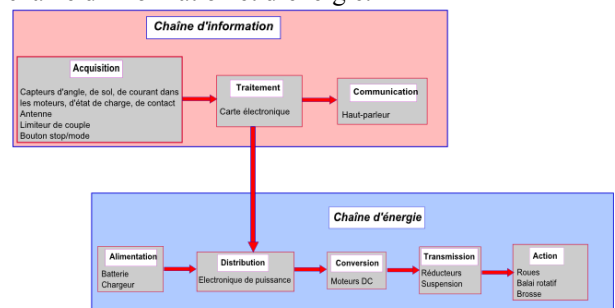 Chaîne d'information
Acquisition
Capteurs d'angle, de sol, de courant dans
les moteurs, d'état de charge, de contact
Antenne
Limiteur de couple
Bouton stop/mode
Traitement
Carte électronique
Communication
Haut-parleur
Chaîne d'énergie
Alimentation
Batterie
Chargeur
Distribution
Electronique de puissance
Conversion
Moteurs DC
Transmission
Réducteurs
Suspension
Action
Roues
Balai rotatif
Brosse